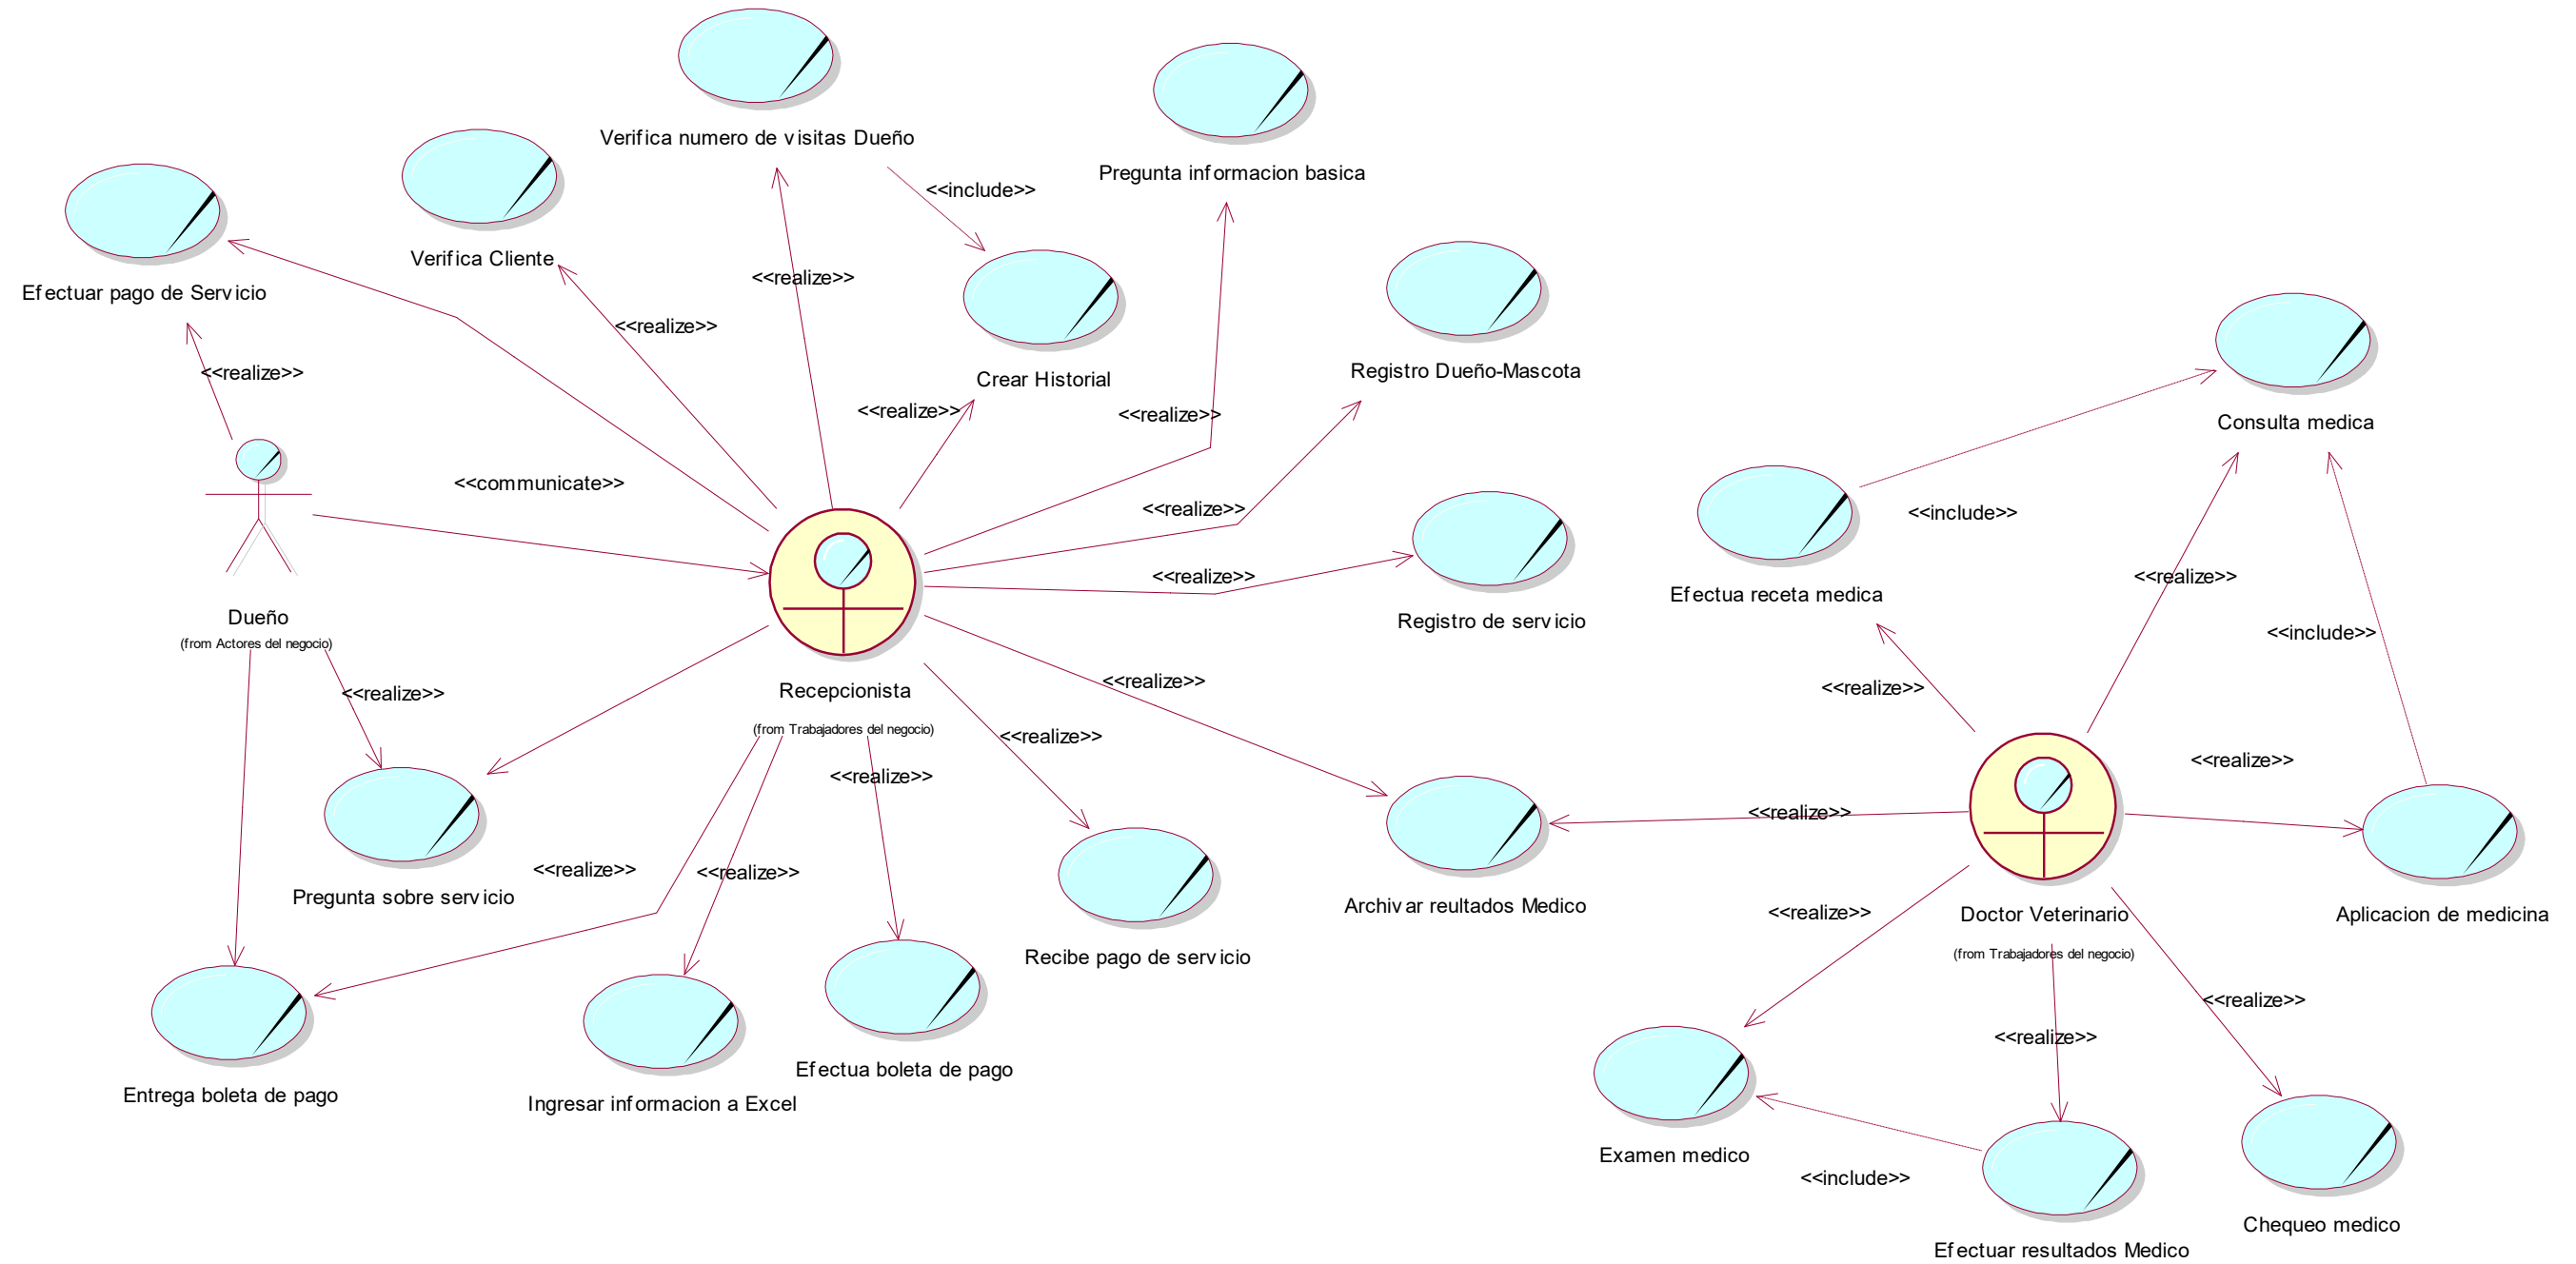 Verifica numero de visitas Dueño
Pregunta informacion basica
<<include>>
Verifica Cliente
<<realize>>
Efectuar pago de Servicio
<<realize>>
<<realize>>
Crear Historial
Registro Dueño-Mascota
<<realize>>
<<realize>>
<<realize>>
Consulta medica
<<communicate>>
<<realize>>
<<include>>
<<realize>>
<<realize>>
Efectua receta medica
Dueño
(from Actores del negocio)
Registro de servicio
<<include>>
<<realize>>
Recepcionista
(from Trabajadores del negocio)
<<realize>>
<<realize>>
<<realize>>
<<realize>>
<<realize>>
<<realize>>
<<realize>>
<<realize>>
Pregunta sobre servicio
Archivar reultados Medico
<<realize>>
Doctor Veterinario
(from Trabajadores del negocio)
Aplicacion de medicina
Recibe pago de servicio
<<realize>>
<<realize>>
Efectua boleta de pago
Entrega boleta de pago
Ingresar informacion a Excel
Examen medico
<<include>>
Chequeo medico
Efectuar resultados Medico